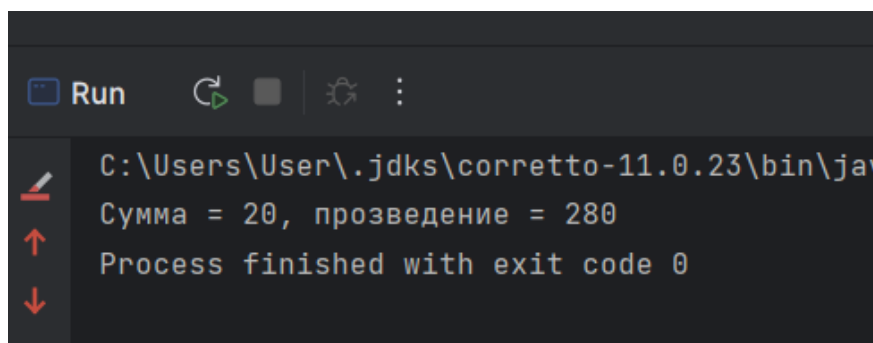 Run
C:\Users\User\.jdks\corretto-11.0.23\bin\jav
Сумма = 20, прозведение = 280
Process finished with exit code 0